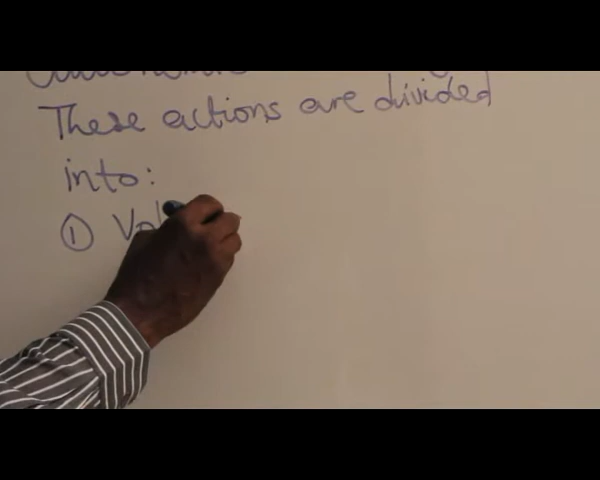 These actions are divided
into:
① Vol